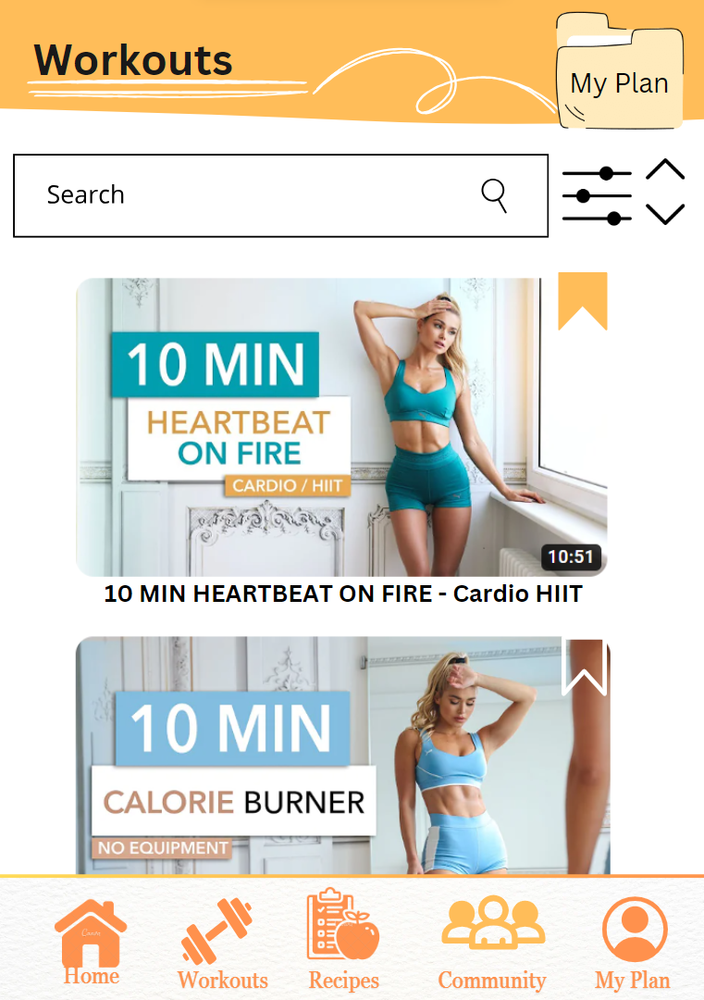 Workouts
My Plan
Search
10 MIN
HEARTBEAT
ON FIRE
CARDIO / HIIT
10:51
10 MIN HEARTBEAT ON FIRE - Cardio HIIT
10 MIN
CALORIE BURNER
NO EQUIPMENT
Canva
Home
Workouts
Recipes
Community
My Plan